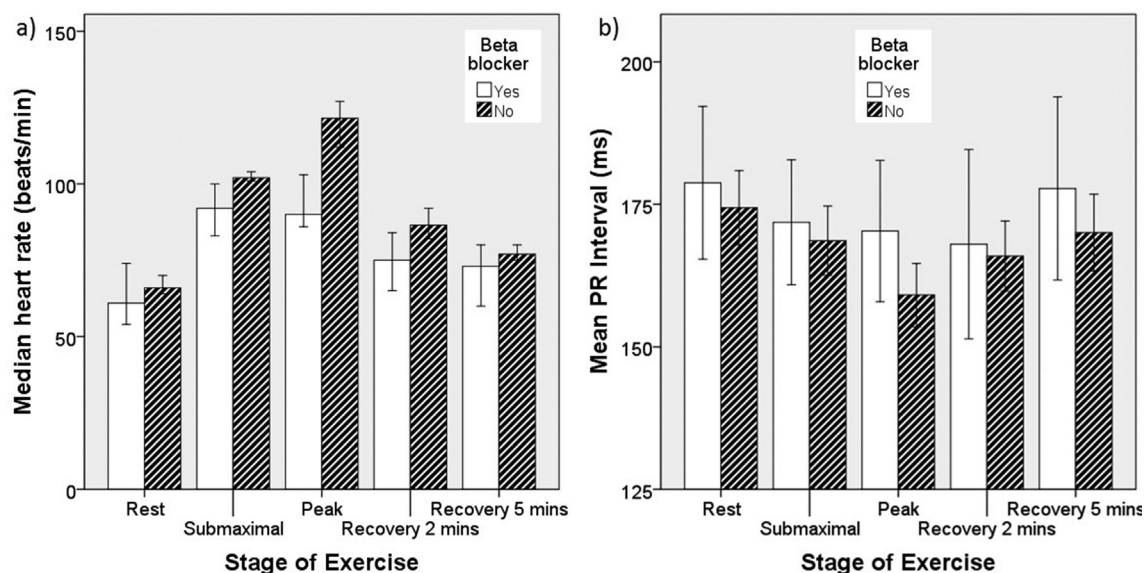 a)
Median heart rate (beats/min)
150
100
50
0
Beta
blocker
Yes
No
Rest
Submaximal
Peak
Recovery 2 mins
Recovery 5 mins
Stage of Exercise
b)
Mean PR Interval (ms)
200
175
150
125
Beta
blocker
Yes
No
Rest
Submaximal
Peak
Recovery 2 mins
Recovery 5 mins
Stage of Exercise